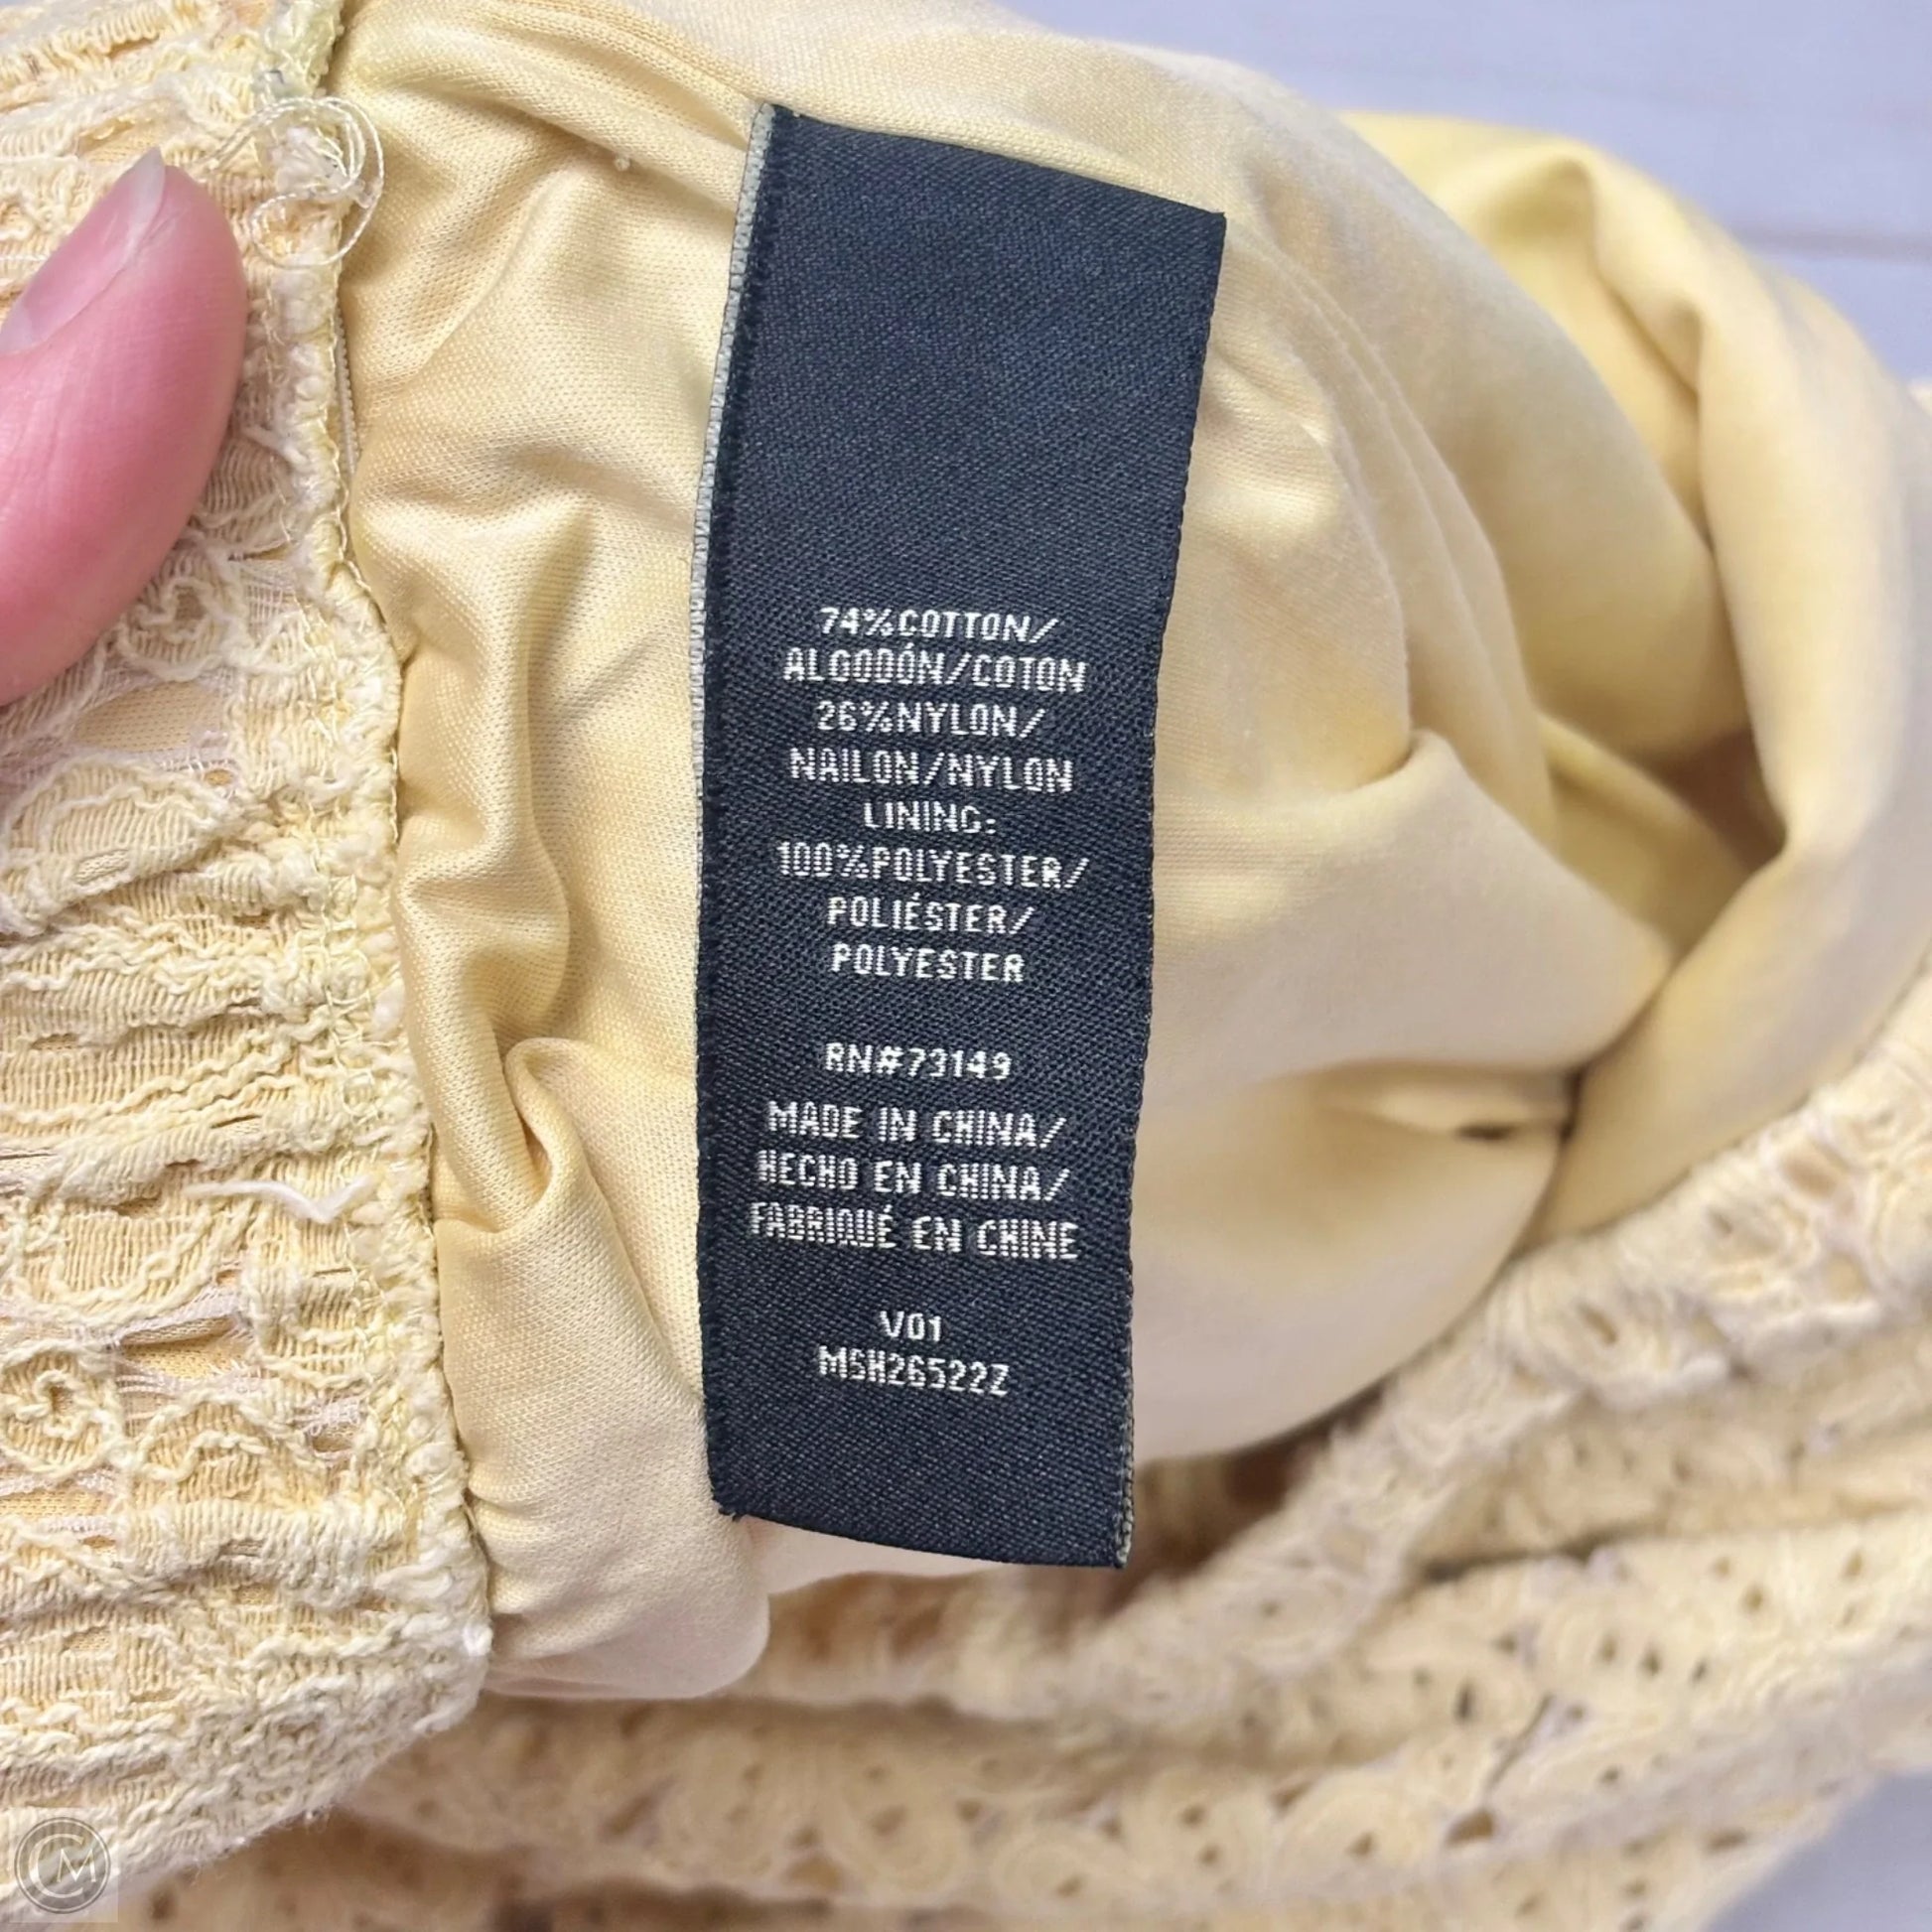 74%COTTON/
ALGODÓN/COTON
26%NYLON/
NAILON/NYLON
LINING:
100%POLYESTER/
POLIÉSTER/
POLYESTER
RN#73149
MADE IN CHINA/
HECHO EN CHINA/
FABRIQUÉ EN CHINE
V01
MSH26522Z
CM